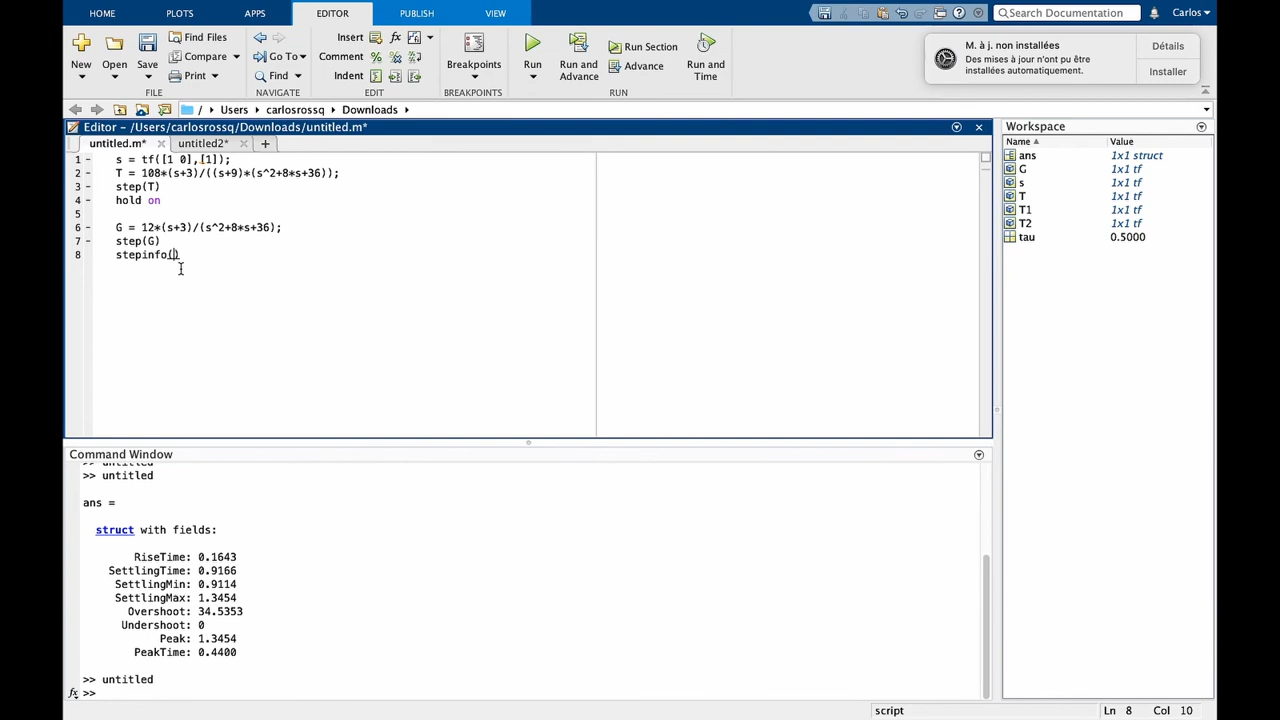 HOME PLOTS APPS EDITOR PUBLISH VIEW Search Documentation Carlos
New Open Save Find Files Compare Print FILE
Go To Find NAVIGATE
Insert fx Comment % Indent EDIT
Breakpoints BREAKPOINTS
Run Run and Advance Run Section Advance Run and Time RUN
M. à j. non installées
Des mises à jour n'ont pu être
installées automatiquement.
Détails
Installer
/ Users carlosrossq Downloads
Editor – /Users/carlosrossq/Downloads/untitled.m*
untitled.m* untitled2* +
1 – s = tf([1 0],[1]);
2 – T = 108*(s+3)/((s+9)*(s^2+8*s+36));
3 – step(T)
4 – hold on
5
6 – G = 12*(s+3)/(s^2+8*s+36);
7 – step(G)
8 stepinfo()
Workspace
Name Value
ans 1x1 struct
G 1x1 tf
s 1x1 tf
T 1x1 tf
T1 1x1 tf
T2 1x1 tf
tau 0.5000
Command Window
>> untitled
>> untitled
ans =
struct with fields:
RiseTime: 0.1643
SettlingTime: 0.9166
SettlingMin: 0.9114
SettlingMax: 1.3454
Overshoot: 34.5353
Undershoot: 0
Peak: 1.3454
PeakTime: 0.4400
>> untitled
fx >>
script Ln 8 Col 10